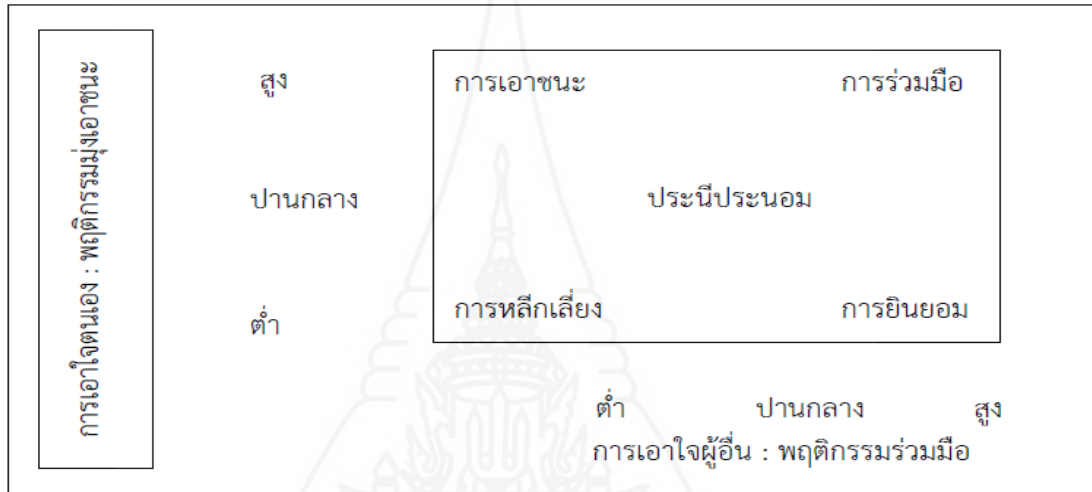 การเอาใจตนเอง : พฤติกรรมมุ่งเอาชนะ
สูง การเอาชนะ การร่วมมือ
ปานกลาง ประนีประนอม
ต่ำ การหลีกเลี่ยง การยินยอม
ต่ำ ปานกลาง สูง
การเอาใจผู้อื่น : พฤติกรรมร่วมมือ